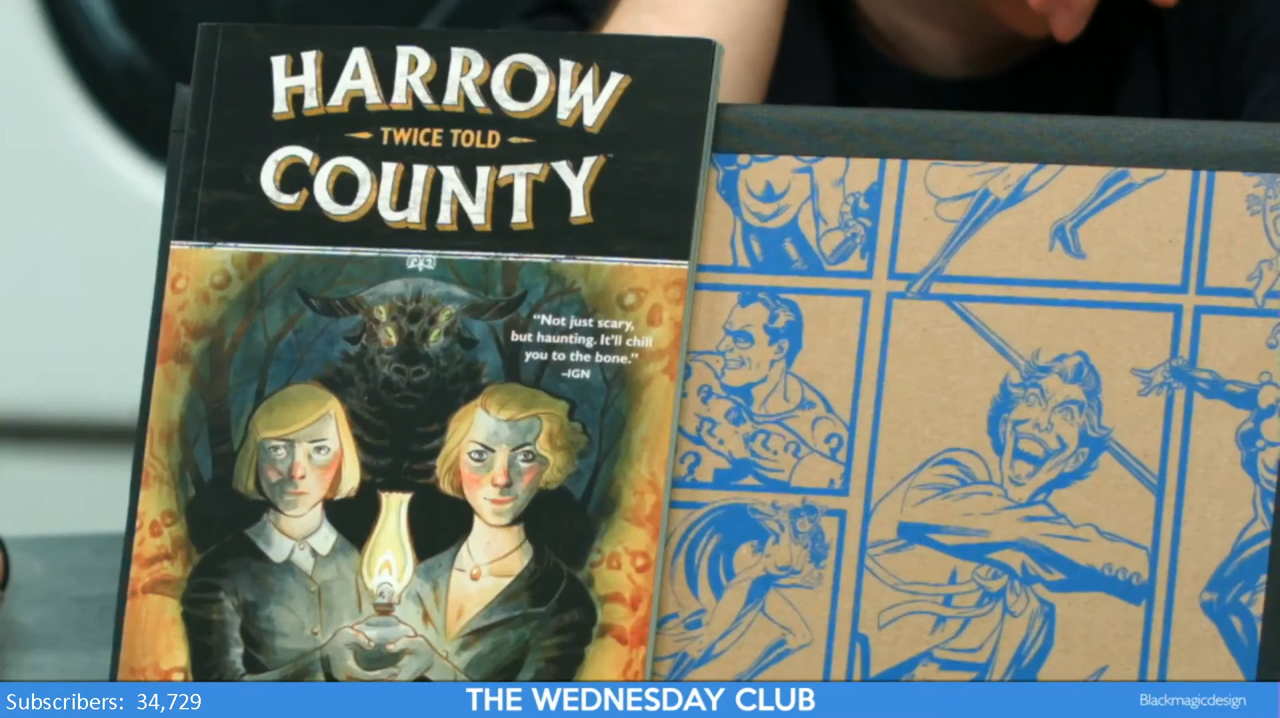 HARROW
TWICE TOLD
COUNTY
"Not just scary,
but haunting. It'll chill
you to the bone."
–IGN
Subscribers: 34,729
THE WEDNESDAY CLUB
Blackmagicdesign